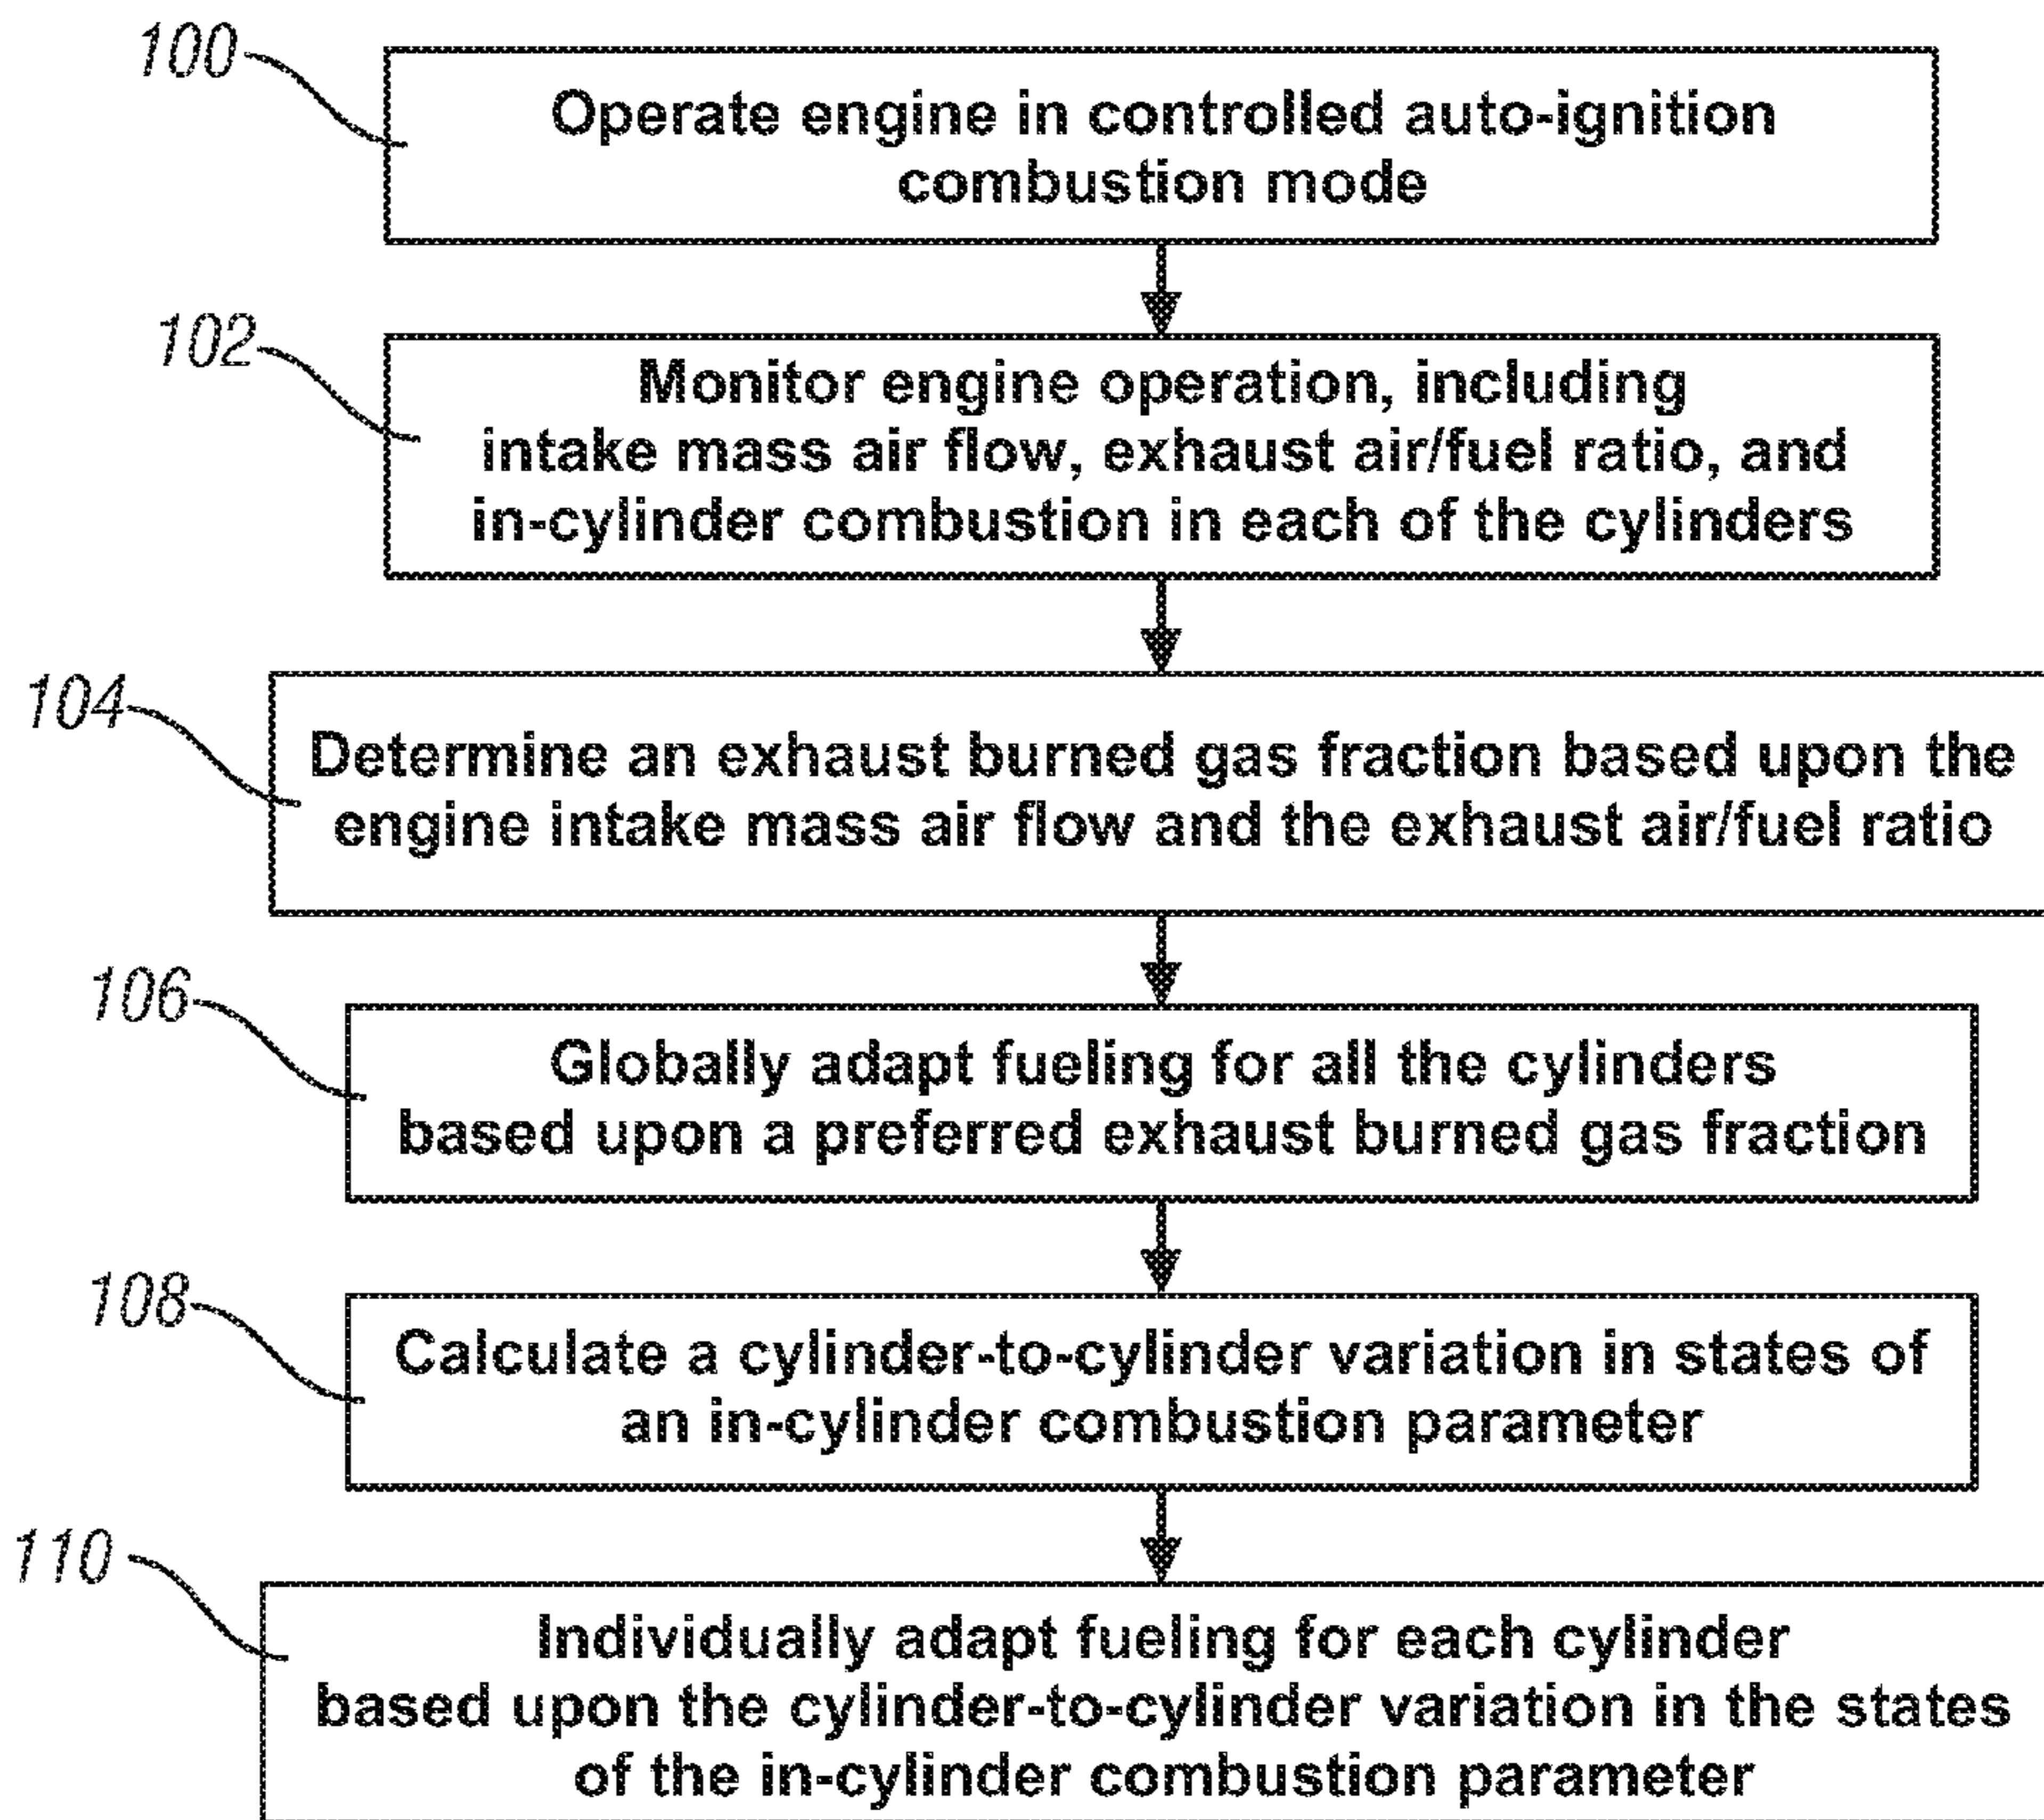 100
Operate engine in controlled auto-ignition
combustion mode
102
Monitor engine operation, including
intake mass air flow, exhaust air/fuel ratio, and
in-cylinder combustion in each of the cylinders
104
Determine an exhaust burned gas fraction based upon the
engine intake mass air flow and the exhaust air/fuel ratio
106
Globally adapt fueling for all the cylinders
based upon a preferred exhaust burned gas fraction
108
Calculate a cylinder-to-cylinder variation in states of
an in-cylinder combustion parameter
110
Individually adapt fueling for each cylinder
based upon the cylinder-to-cylinder variation in the states
of the in-cylinder combustion parameter